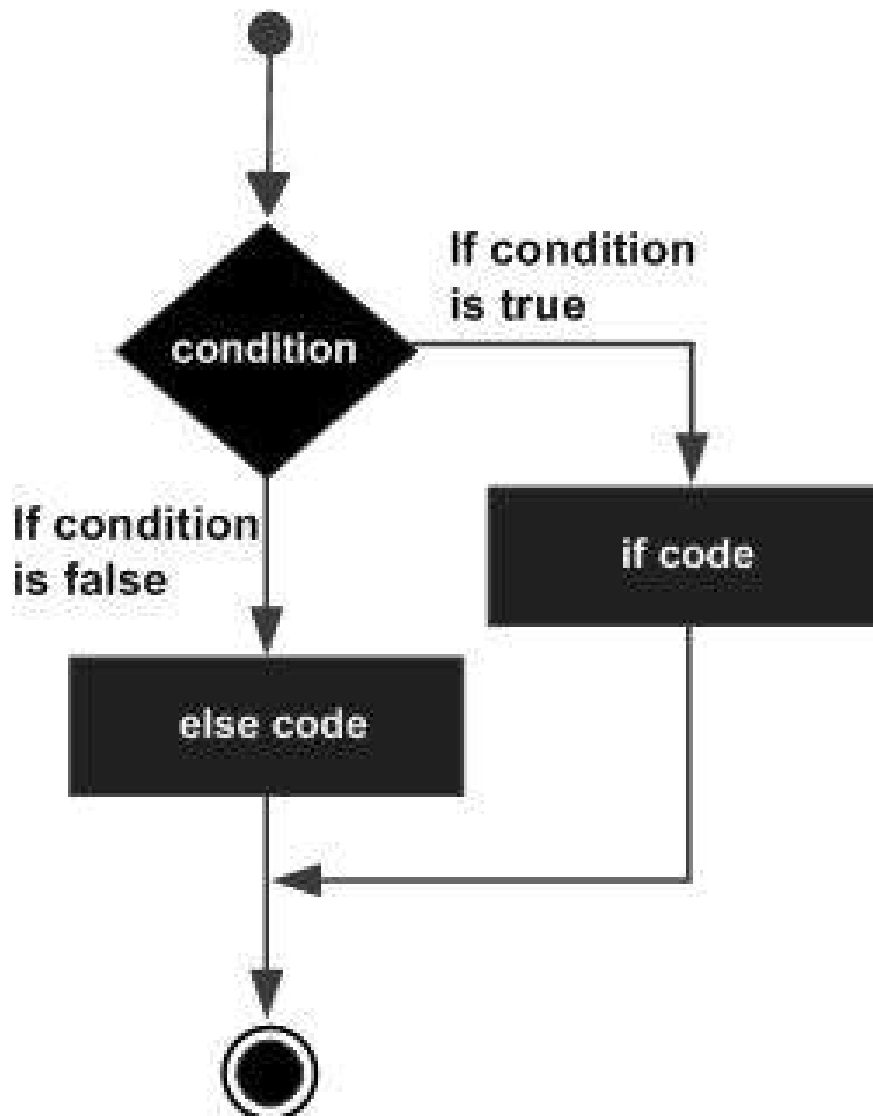 If condition
is true
condition
If condition
is false
if code
else code